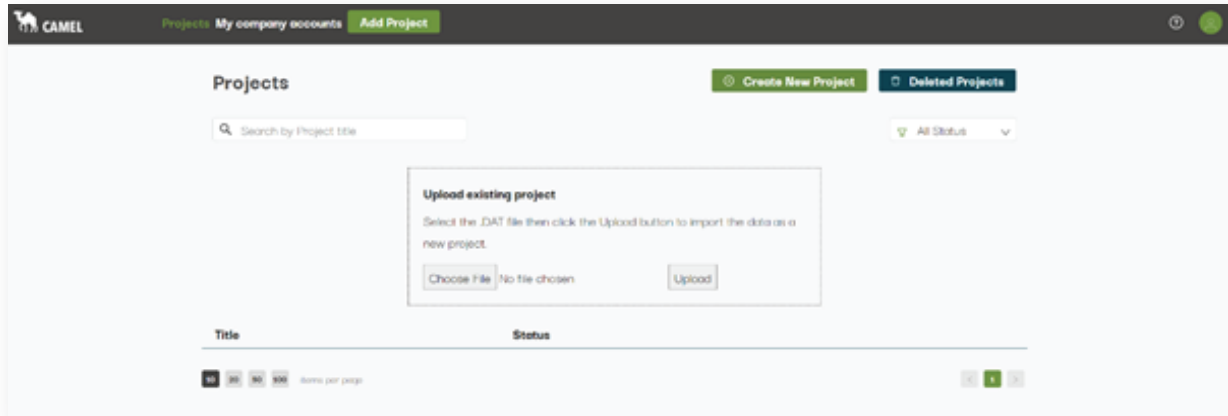 CAMEL Projects My company accounts Add Project
Projects
Create New Project Deleted Projects
Search by Project title
All Status
Upload existing project
Select the .DAT file then click the Upload button to import the data as a
new project.
Choose File No file chosen Upload
Title Status
10 20 50 100 items per page
1